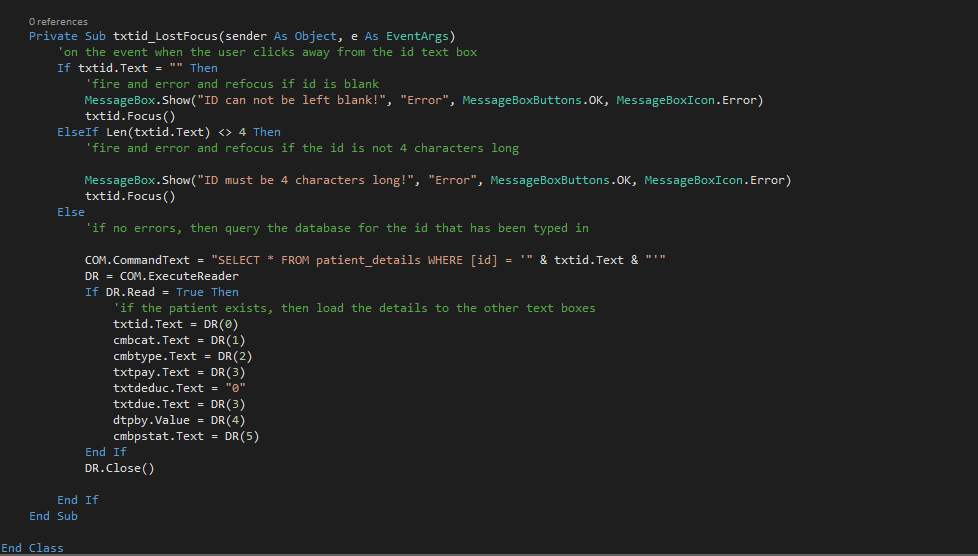 0 references
Private Sub txtid_LostFocus(sender As Object, e As EventArgs)
'on the event when the user clicks away from the id text box
If txtid.Text = "" Then
'fire and error and refocus if id is blank
MessageBox.Show("ID can not be left blank!", "Error", MessageBoxButtons.OK, MessageBoxIcon.Error)
txtid.Focus()
ElseIf Len(txtid.Text) <> 4 Then
'fire and error and refocus if the id is not 4 characters long
MessageBox.Show("ID must be 4 characters long!", "Error", MessageBoxButtons.OK, MessageBoxIcon.Error)
txtid.Focus()
Else
'if no errors, then query the database for the id that has been typed in
COM.CommandText = "SELECT * FROM patient_details WHERE [id] = '" & txtid.Text & "'"
DR = COM.ExecuteReader
If DR.Read = True Then
'if the patient exists, then load the details to the other text boxes
txtid.Text = DR(0)
cmbcat.Text = DR(1)
cmbtype.Text = DR(2)
txtpay.Text = DR(3)
txtdeduc.Text = "0"
txtdue.Text = DR(3)
dtpby.Value = DR(4)
cmbpstat.Text = DR(5)
End If
DR.Close()
End If
End Sub
End Class